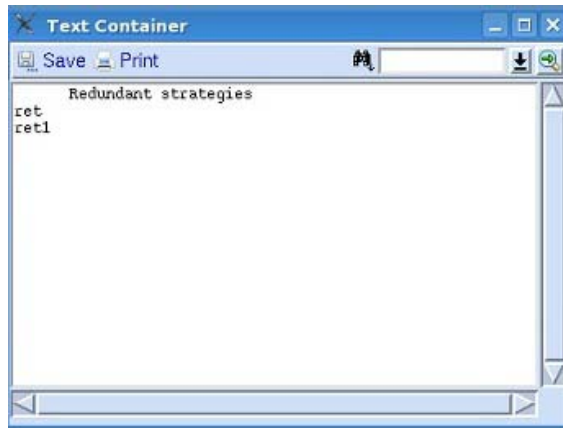 Text Container
Save Print
Redundant strategies
ret
ret1